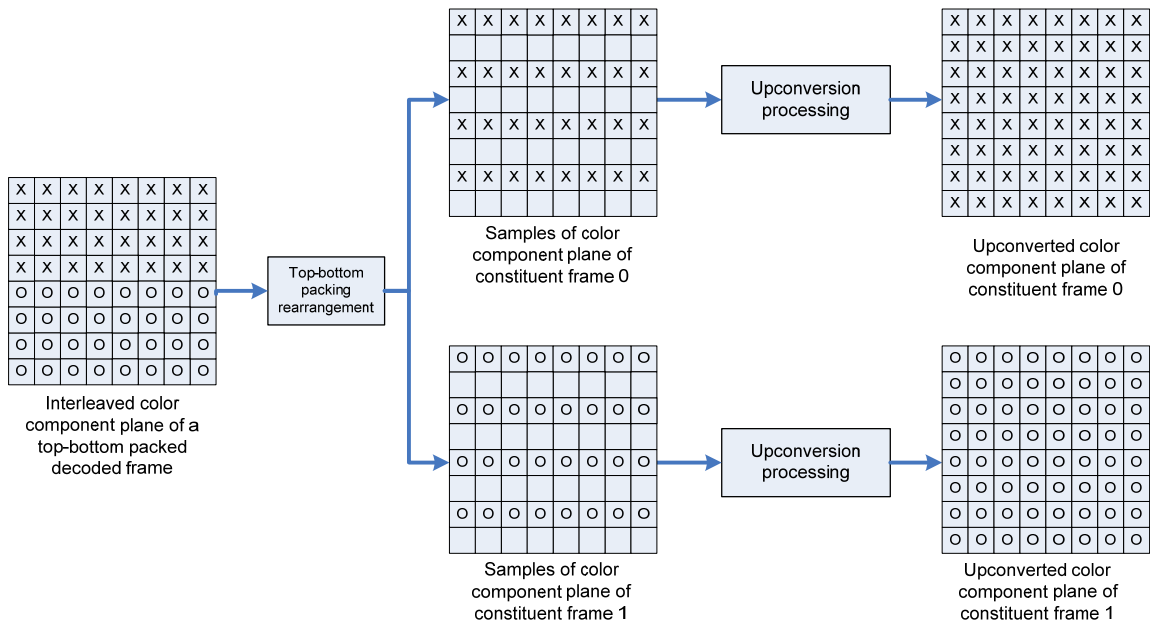 X X X X X X X X
X X X X X X X X
X X X X X X X X
X X X X X X X X
O O O O O O O O
O O O O O O O O
O O O O O O O O
O O O O O O O O
Interleaved color
component plane of a
top-bottom packed
decoded frame
Top-bottom
packing
rearrangement
X X X X X X X X
X X X X X X X X
X X X X X X X X
X X X X X X X X
Samples of color
component plane of
constituent frame 0
Upconversion
processing
X X X X X X X X
X X X X X X X X
X X X X X X X X
X X X X X X X X
X X X X X X X X
X X X X X X X X
X X X X X X X X
X X X X X X X X
Upconverted color
component plane of
constituent frame 0
O O O O O O O O
O O O O O O O O
O O O O O O O O
O O O O O O O O
Samples of color
component plane of
constituent frame 1
Upconversion
processing
O O O O O O O O
O O O O O O O O
O O O O O O O O
O O O O O O O O
O O O O O O O O
O O O O O O O O
O O O O O O O O
O O O O O O O O
Upconverted color
component plane of
constituent frame 1